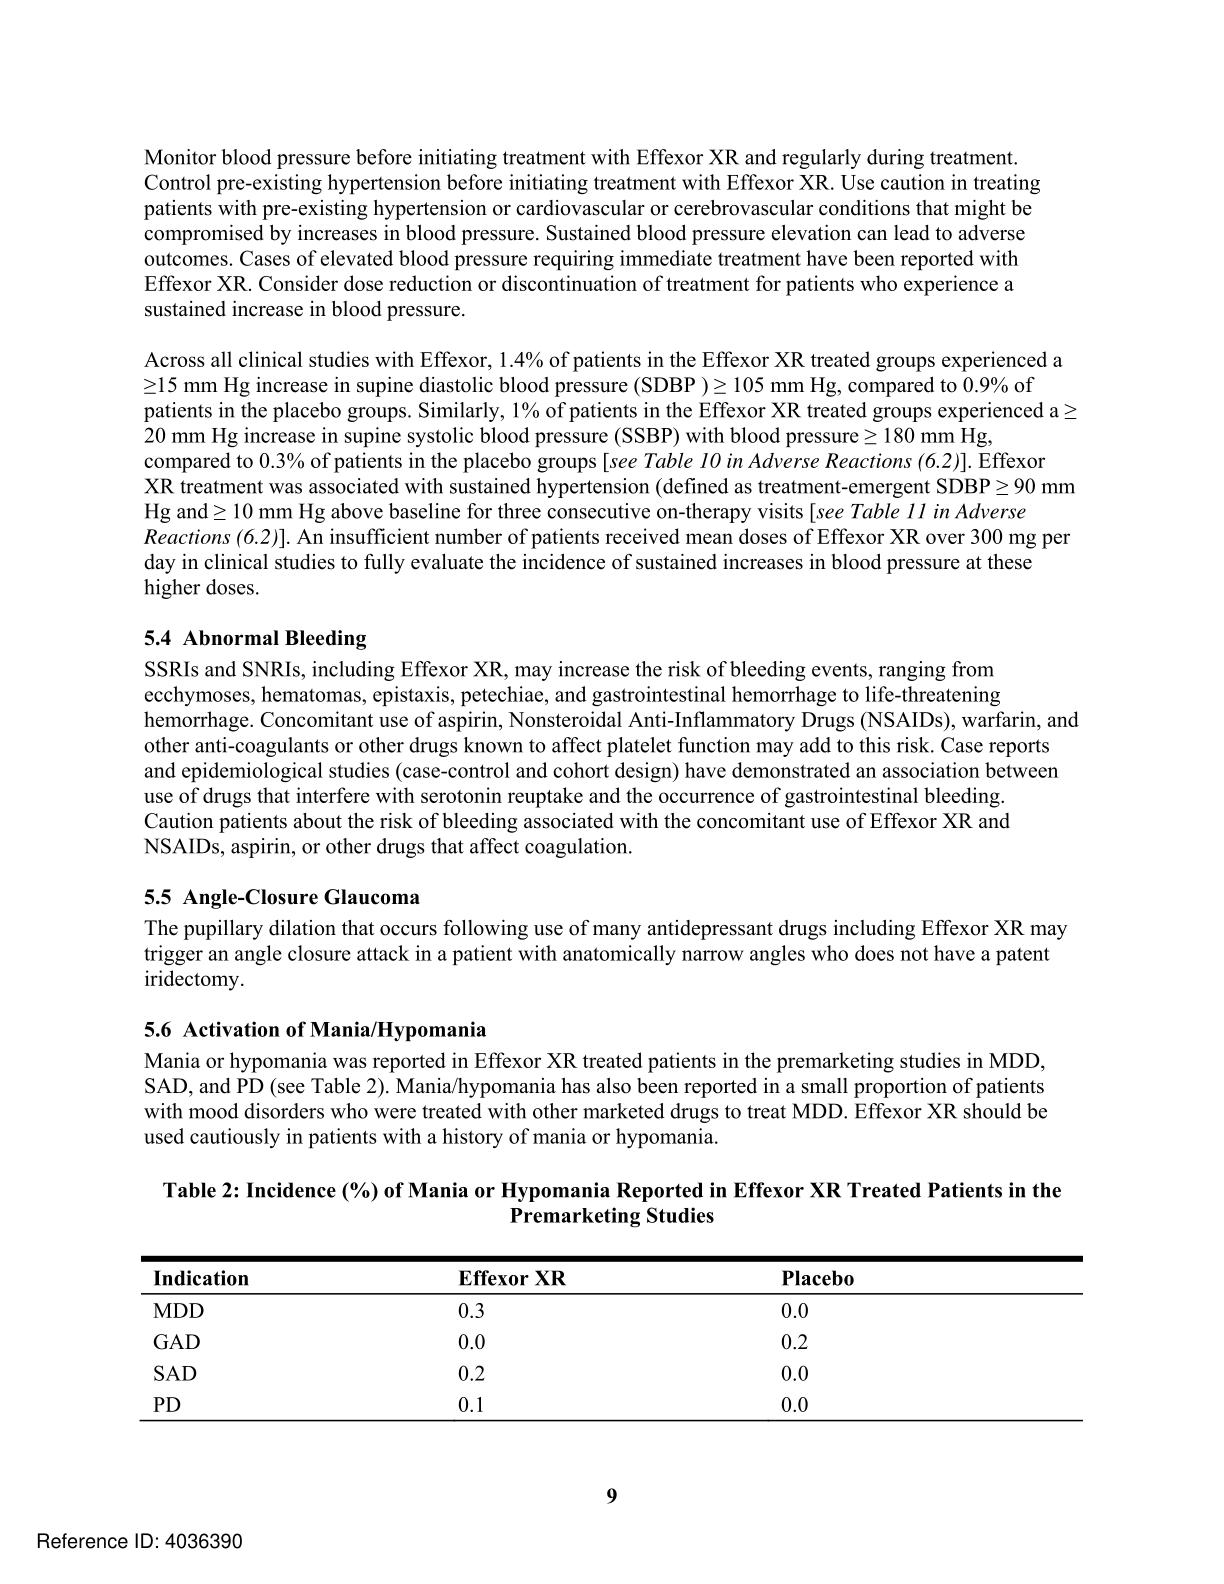 Monitor blood pressure before initiating treatment with Effexor XR and regularly during treatment.
Control pre-existing hypertension before initiating treatment with Effexor XR. Use caution in treating
patients with pre-existing hypertension or cardiovascular or cerebrovascular conditions that might be
compromised by increases in blood pressure. Sustained blood pressure elevation can lead to adverse
outcomes. Cases of elevated blood pressure requiring immediate treatment have been reported with
Effexor XR. Consider dose reduction or discontinuation of treatment for patients who experience a
sustained increase in blood pressure.
Across all clinical studies with Effexor, 1.4% of patients in the Effexor XR treated groups experienced a
≥15 mm Hg increase in supine diastolic blood pressure (SDBP ) ≥ 105 mm Hg, compared to 0.9% of
patients in the placebo groups. Similarly, 1% of patients in the Effexor XR treated groups experienced a ≥
20 mm Hg increase in supine systolic blood pressure (SSBP) with blood pressure ≥ 180 mm Hg,
compared to 0.3% of patients in the placebo groups [see Table 10 in Adverse Reactions (6.2)]. Effexor
XR treatment was associated with sustained hypertension (defined as treatment-emergent SDBP ≥ 90 mm
Hg and ≥ 10 mm Hg above baseline for three consecutive on-therapy visits [see Table 11 in Adverse
Reactions (6.2)]. An insufficient number of patients received mean doses of Effexor XR over 300 mg per
day in clinical studies to fully evaluate the incidence of sustained increases in blood pressure at these
higher doses.
5.4 Abnormal Bleeding
SSRIs and SNRIs, including Effexor XR, may increase the risk of bleeding events, ranging from
ecchymoses, hematomas, epistaxis, petechiae, and gastrointestinal hemorrhage to life-threatening
hemorrhage. Concomitant use of aspirin, Nonsteroidal Anti-Inflammatory Drugs (NSAIDs), warfarin, and
other anti-coagulants or other drugs known to affect platelet function may add to this risk. Case reports
and epidemiological studies (case-control and cohort design) have demonstrated an association between
use of drugs that interfere with serotonin reuptake and the occurrence of gastrointestinal bleeding.
Caution patients about the risk of bleeding associated with the concomitant use of Effexor XR and
NSAIDs, aspirin, or other drugs that affect coagulation.
5.5 Angle-Closure Glaucoma
The pupillary dilation that occurs following use of many antidepressant drugs including Effexor XR may
trigger an angle closure attack in a patient with anatomically narrow angles who does not have a patent
iridectomy.
5.6 Activation of Mania/Hypomania
Mania or hypomania was reported in Effexor XR treated patients in the premarketing studies in MDD,
SAD, and PD (see Table 2). Mania/hypomania has also been reported in a small proportion of patients
with mood disorders who were treated with other marketed drugs to treat MDD. Effexor XR should be
used cautiously in patients with a history of mania or hypomania.
Table 2: Incidence (%) of Mania or Hypomania Reported in Effexor XR Treated Patients in the
Premarketing Studies
Indication Effexor XR Placebo
MDD 0.3 0.0
GAD 0.0 0.2
SAD 0.2 0.0
PD 0.1 0.0
9
Reference ID: 4036390